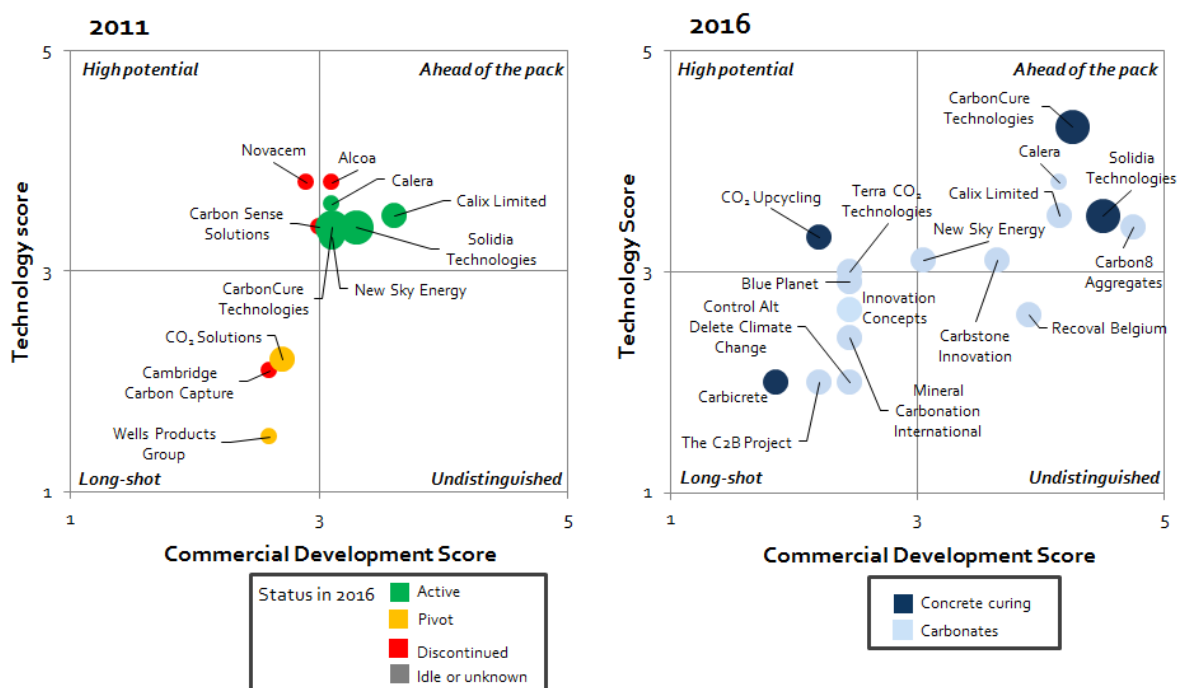 2011
5
High potential
Ahead of the pack
Novacem
Alcoa
Calera
Calix Limited
Carbon Sense
Solutions
Solidia
Technologies
3
CarbonCure
Technologies
New Sky Energy
CO₂ Solutions
Cambridge
Carbon Capture
Wells Products
Group
Long-shot
Undistinguished
1
1
3
5
Technology score
Commercial Development Score
Status in 2016
Active
Pivot
Discontinued
Idle or unknown
2016
5
High potential
Ahead of the pack
CarbonCure
Technologies
Calera
Solidia
Technologies
CO₂ Upcycling
Terra CO₂
Technologies
Calix Limited
New Sky Energy
Carbon8
Aggregates
3
Blue Planet
Control Alt
Delete Climate
Change
Innovation
Concepts
Carbstone
Innovation
Recoval Belgium
Carbicrete
Mineral
Carbonation
International
The C2B Project
Long-shot
Undistinguished
1
1
3
5
Technology Score
Commercial Development Score
Concrete curing
Carbonates